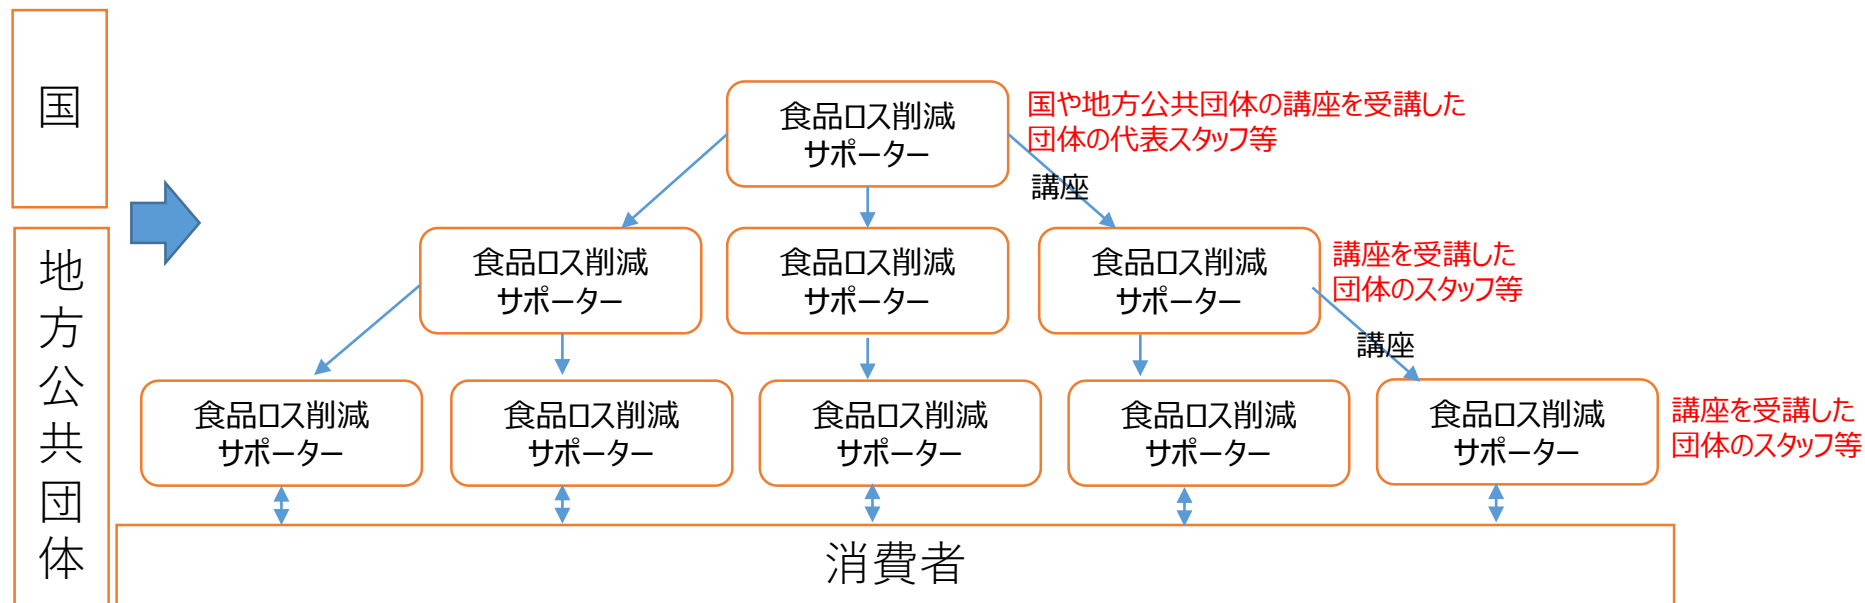 国
地方公共団体
食品ロス削減
サポーター
国や地方公共団体の講座を受講した
団体の代表スタッフ等
講座
食品ロス削減
サポーター
食品ロス削減
サポーター
食品ロス削減
サポーター
講座を受講した
団体のスタッフ等
講座
食品ロス削減
サポーター
食品ロス削減
サポーター
食品ロス削減
サポーター
食品ロス削減
サポーター
食品ロス削減
サポーター
講座を受講した
団体のスタッフ等
消費者